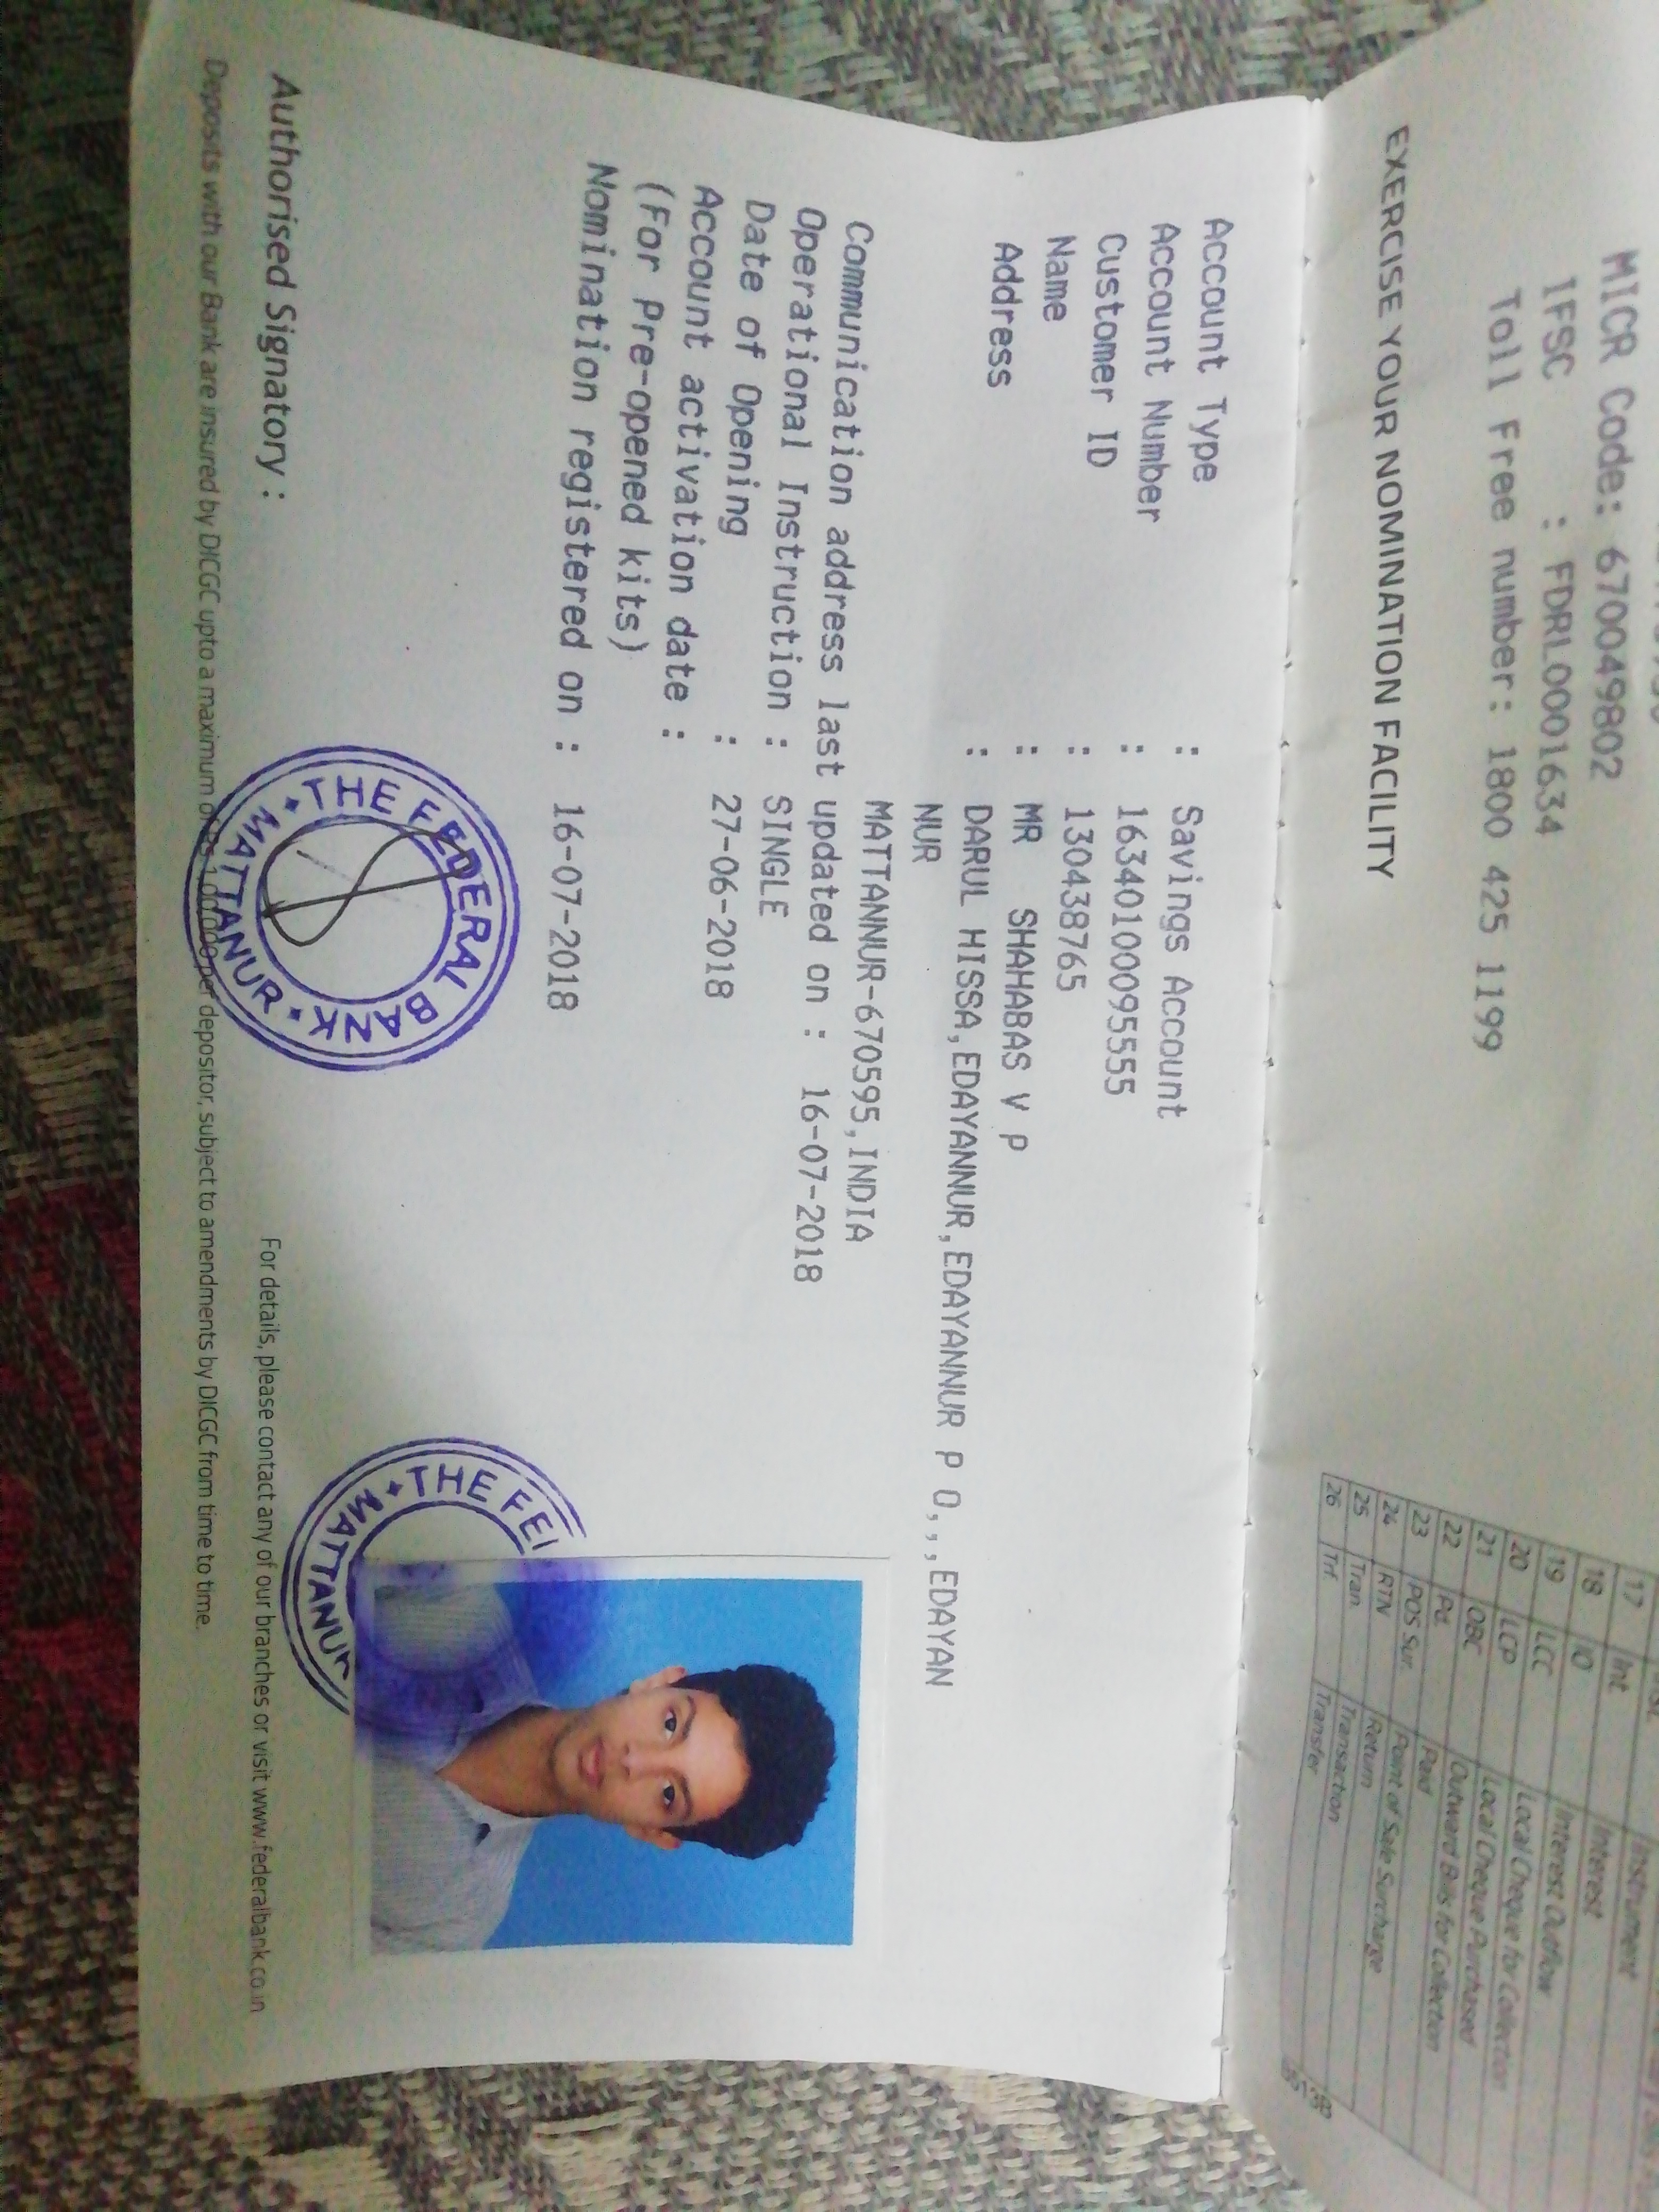 MICR Code: 670049802
IFSC : FDRL0001634
Toll Free number: 1800 425 1199
EXERCISE YOUR NOMINATION FACILITY
17 Int Interest
18 IO Interest Outflow
19 LCC Local Cheque for Collection
20 LCP Local Cheque Purchased
21 OBC Outward Bills for Collection
22 Pd. Paid
23 POS Sur. Point of Sale Surcharge
24 RTN Return
25 Tran Transaction
26 Trf. Transfer
Account Type : Savings Account
Account Number : 16340100095555
Customer ID : 130438765
Name : MR SHAHABAS V P
Address : DARUL HISSA,EDAYANNUR,EDAYANNUR P O,,,EDAYAN
NUR
MATTANNUR-670595,INDIA
Communication address last updated on : 16-07-2018
Operational Instruction : SINGLE
Date of Opening : 27-06-2018
Account activation date :
(For Pre-opened kits)
Nomination registered on : 16-07-2018
THE FEDERAL BANK
MATTANUR
THE FE
MATTANUR
Authorised Signatory :
For details, please contact any of our branches or visit www.federalbank.co.in
Deposits with our Bank are insured by DICGC upto a maximum of per depositor, subject to amendments by DICGC from time to time.